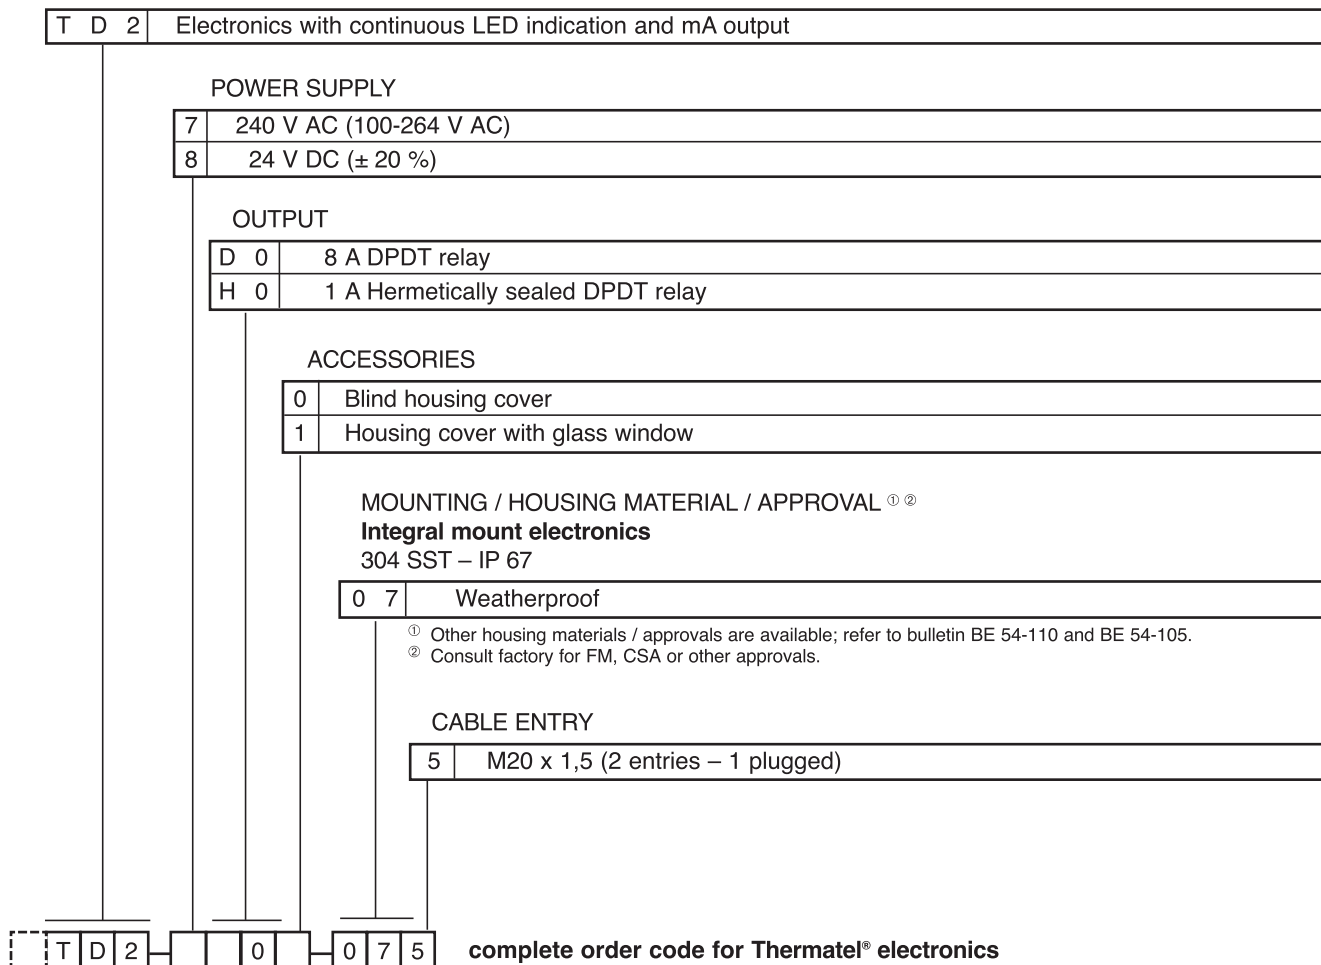 T D 2 Electronics with continuous LED indication and mA output
POWER SUPPLY
7 240 V AC (100-264 V AC)
8 24 V DC (± 20 %)
OUTPUT
D 0 8 A DPDT relay
H 0 1 A Hermetically sealed DPDT relay
ACCESSORIES
0 Blind housing cover
1 Housing cover with glass window
MOUNTING / HOUSING MATERIAL / APPROVAL ① ②
Integral mount electronics
304 SST – IP 67
0 7 Weatherproof
① Other housing materials / approvals are available; refer to bulletin BE 54-110 and BE 54-105.
② Consult factory for FM, CSA or other approvals.
CABLE ENTRY
5 M20 x 1,5 (2 entries – 1 plugged)
T D 2 0 0 7 5 complete order code for Thermatel® electronics